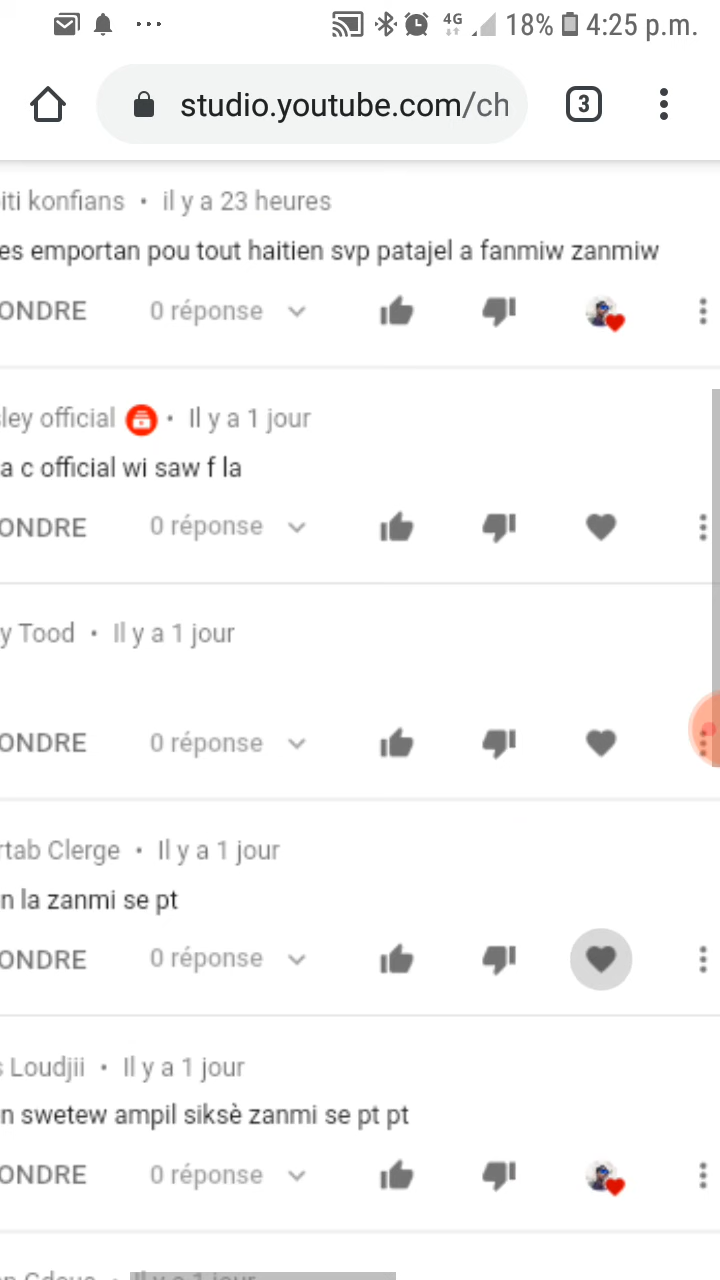 18% 4:25 p.m.
4G
studio.youtube.com/ch
3
iti konfians • il y a 23 heures
es emportan pou tout haitien svp patajel a fanmiw zanmiw
ONDRE 0 réponse
ley official • Il y a 1 jour
a c official wi saw f la
ONDRE 0 réponse
y Tood • Il y a 1 jour
ONDRE 0 réponse
rtab Clerge • Il y a 1 jour
n la zanmi se pt
ONDRE 0 réponse
s Loudjii • Il y a 1 jour
n swetew ampil siksè zanmi se pt pt
ONDRE 0 réponse